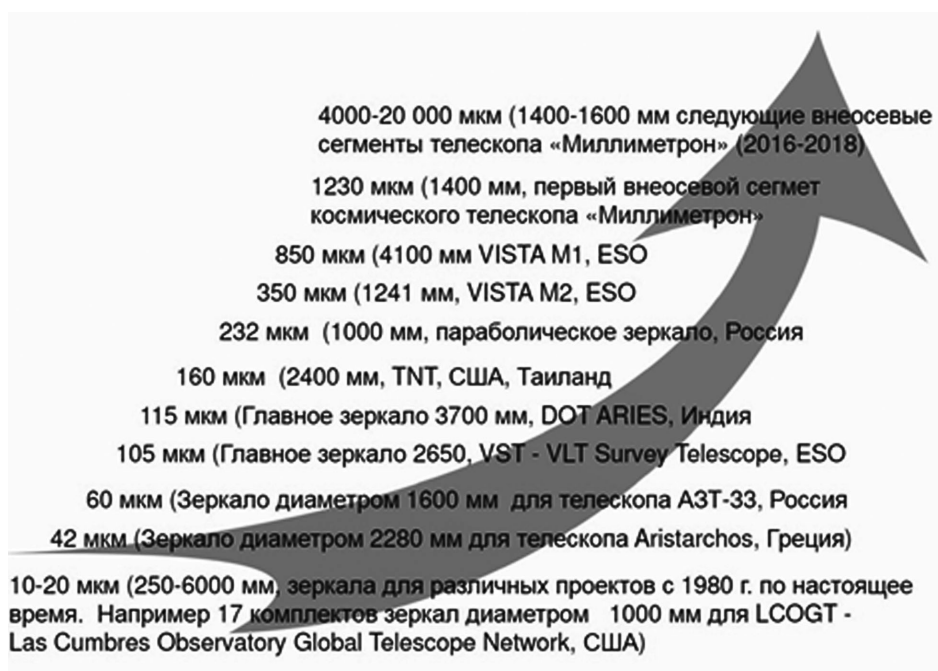 4000-20 000 мкм (1400-1600 мм следующие внеосевые
сегменты телескопа «Миллиметрон» (2016-2018)
1230 мкм (1400 мм, первый внеосевой сегмет
космического телескопа «Миллиметрон»
850 мкм (4100 мм VISTA M1, ESO
350 мкм (1241 мм, VISTA M2, ESO
232 мкм (1000 мм, параболическое зеркало, Россия
160 мкм (2400 мм, TNT, США, Таиланд
115 мкм (Главное зеркало 3700 мм, DOT ARIES, Индия
105 мкм (Главное зеркало 2650, VST - VLT Survey Telescope, ESO
60 мкм (Зеркало диаметром 1600 мм для телескопа АЗТ-33, Россия
42 мкм (Зеркало диаметром 2280 мм для телескопа Aristarchos, Греция)
10-20 мкм (250-6000 мм, зеркала для различных проектов с 1980 г. по настоящее
время. Например 17 комплектов зеркал диаметром 1000 мм для LCOGT -
Las Cumbres Observatory Global Telescope Network, США)